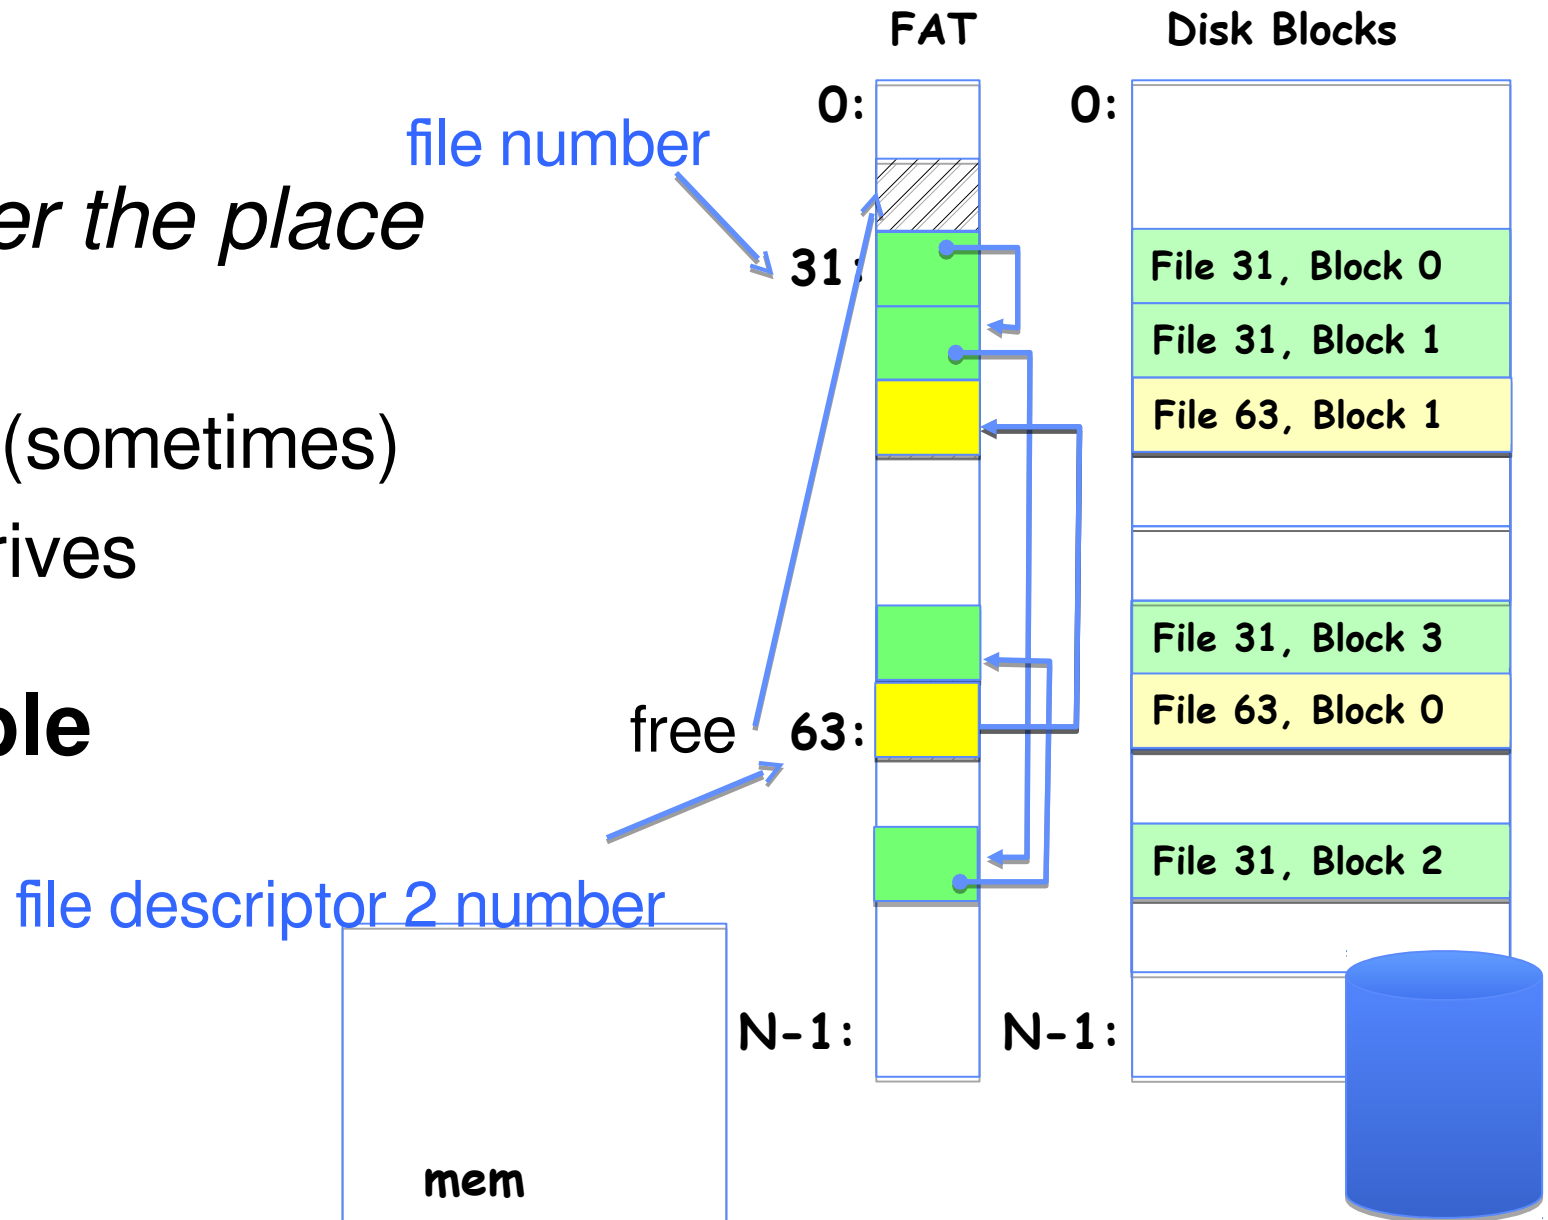 FAT
Disk Blocks
0:
0:
file number
er the place
31:
File 31, Block 0
File 31, Block 1
File 63, Block 1
(sometimes)
rives
File 31, Block 3
ple
free
63:
File 63, Block 0
File 31, Block 2
file descriptor 2 number
N-1:
N-1:
mem